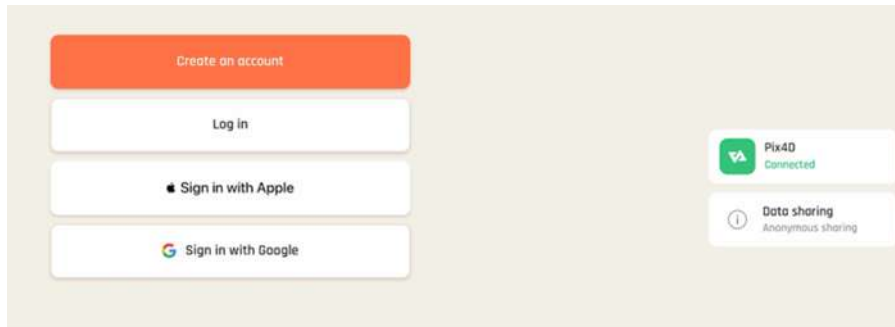 Create an account
Log in
Sign in with Apple
Sign in with Google
Pix4D
Connected
Data sharing
Anonymous sharing